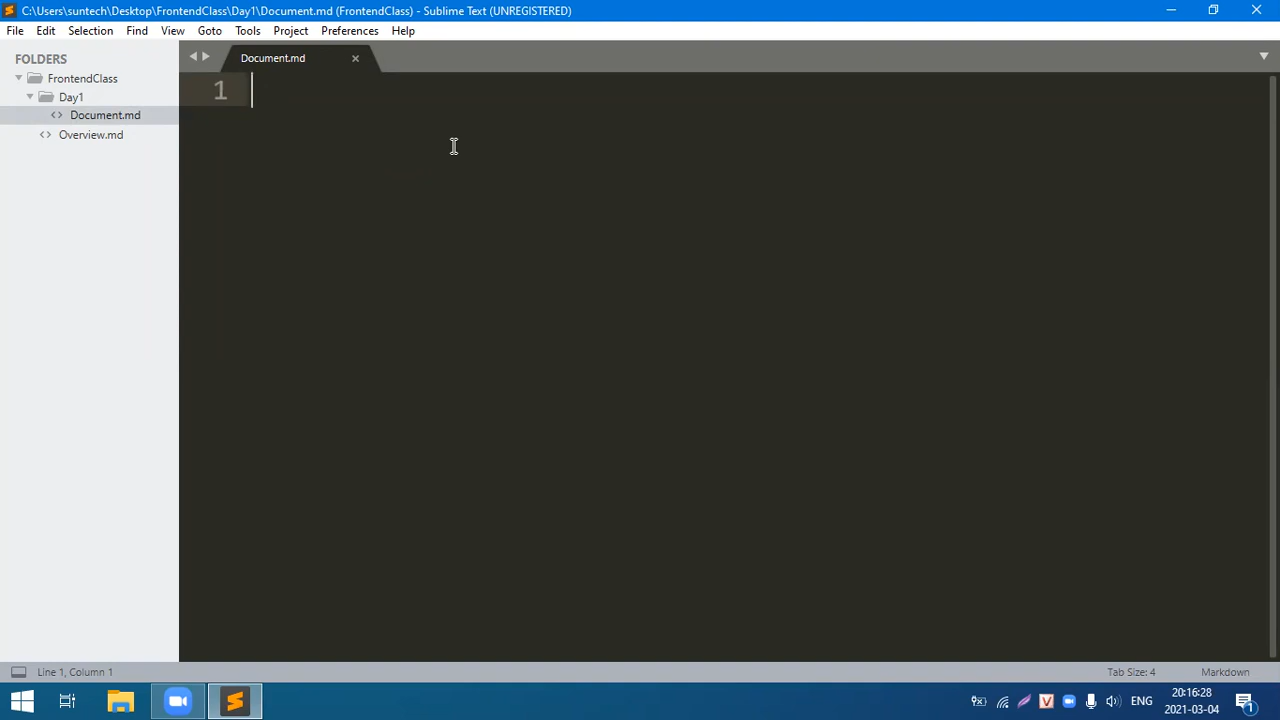 C:\Users\suntech\Desktop\FrontendClass\Day1\Document.md (FrontendClass) - Sublime Text (UNREGISTERED)
File Edit Selection Find View Goto Tools Project Preferences Help
FOLDERS
FrontendClass
Day1
Document.md
Overview.md
Document.md
1
Line 1, Column 1
Tab Size: 4
Markdown
ENG
20:16:28
2021-03-04
1